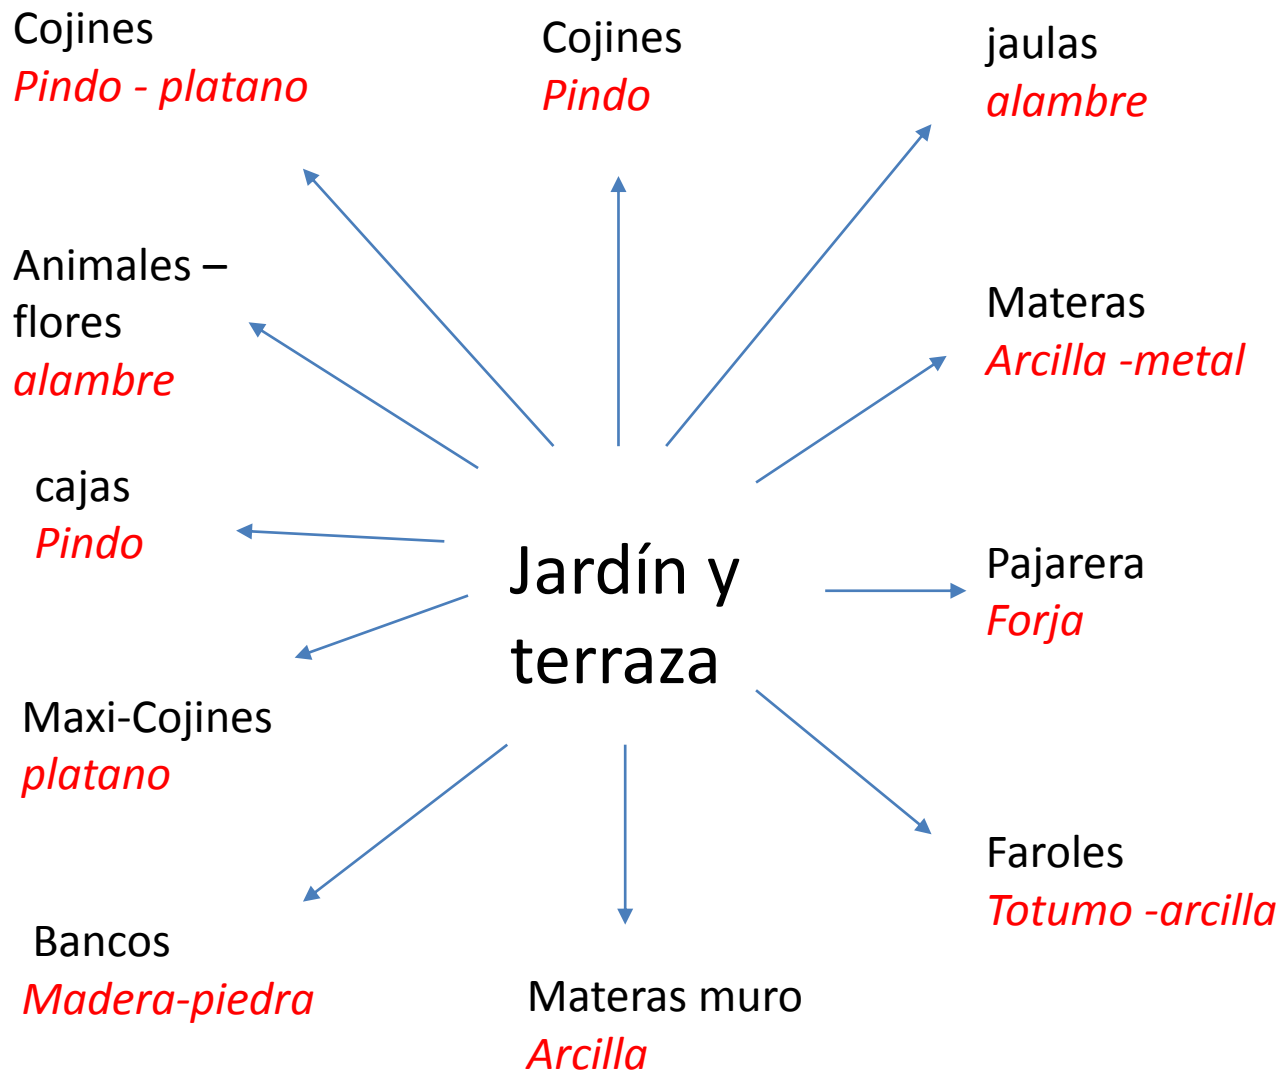 Cojines
Pindo - platano
Cojines
Pindo
jaulas
alambre
Animales –
flores
alambre
Materas
Arcilla -metal
cajas
Pindo
Jardín y
terraza
Pajarera
Forja
Maxi-Cojines
platano
Faroles
Totumo -arcilla
Bancos
Madera-piedra
Materas muro
Arcilla